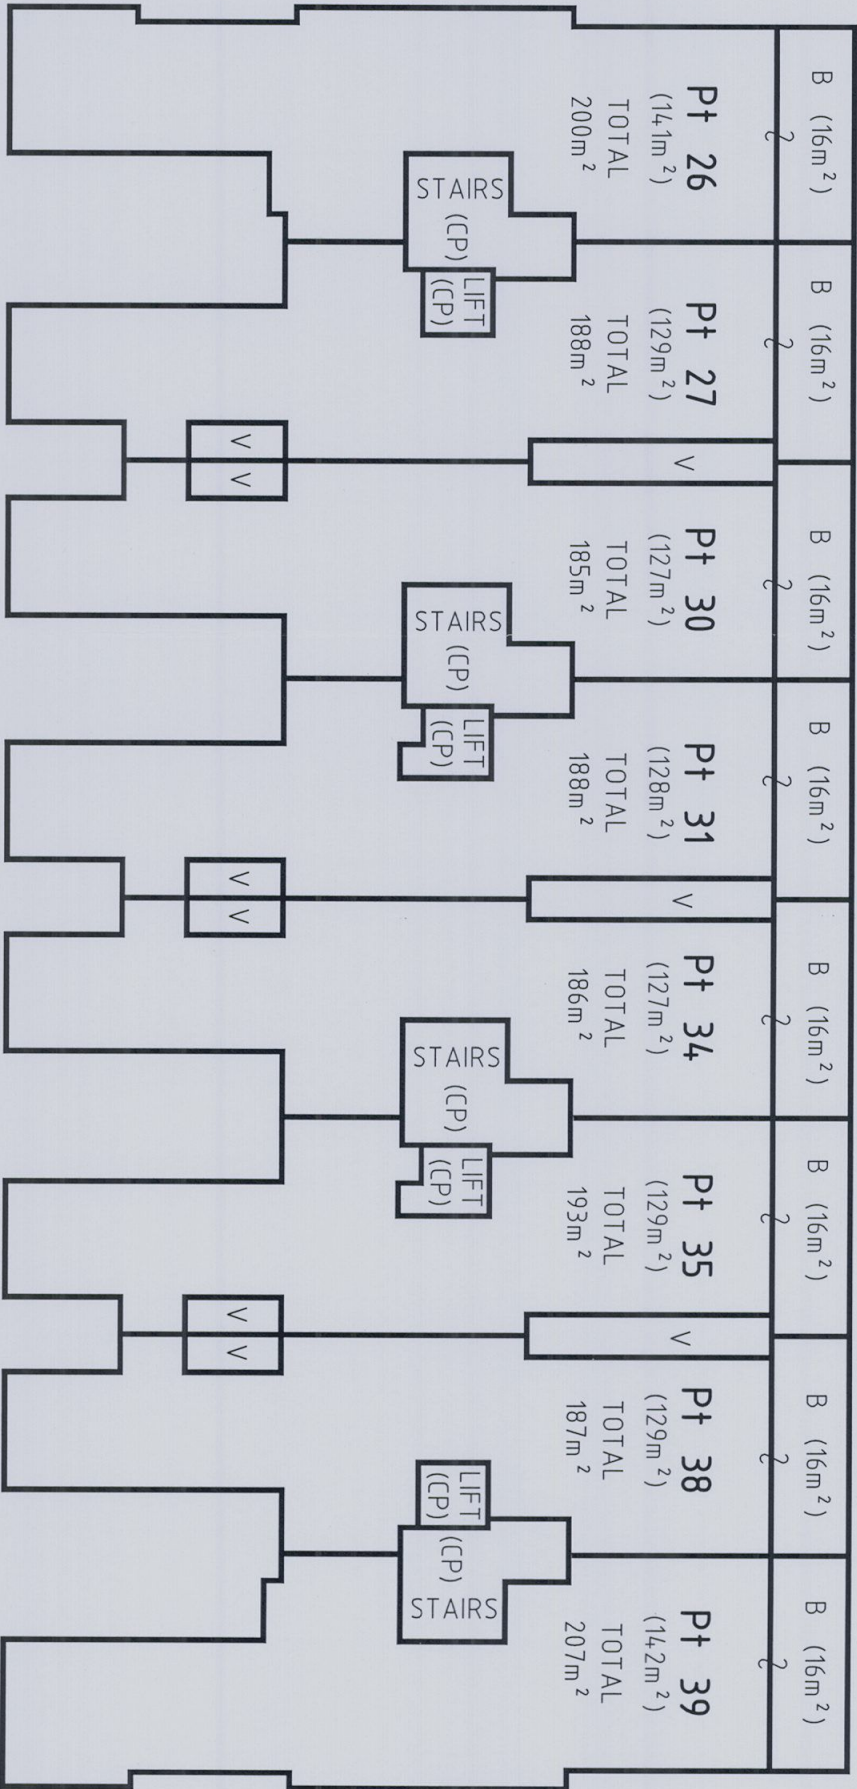 B (16m²)
Pt 26
(141m²)
TOTAL
200m²
STAIRS
(CP)
LIFT
(CP)
B (16m²)
Pt 27
(129m²)
TOTAL
188m²
V
V
V
B (16m²)
Pt 30
(127m²)
TOTAL
185m²
STAIRS
(CP)
LIFT
(CP)
B (16m²)
Pt 31
(128m²)
TOTAL
188m²
V
V
V
B (16m²)
Pt 34
(127m²)
TOTAL
186m²
STAIRS
(CP)
LIFT
(CP)
B (16m²)
Pt 35
(129m²)
TOTAL
193m²
V
V
V
B (16m²)
Pt 38
(129m²)
TOTAL
187m²
LIFT
(CP)
(CP)
STAIRS
B (16m²)
Pt 39
(142m²)
TOTAL
207m²